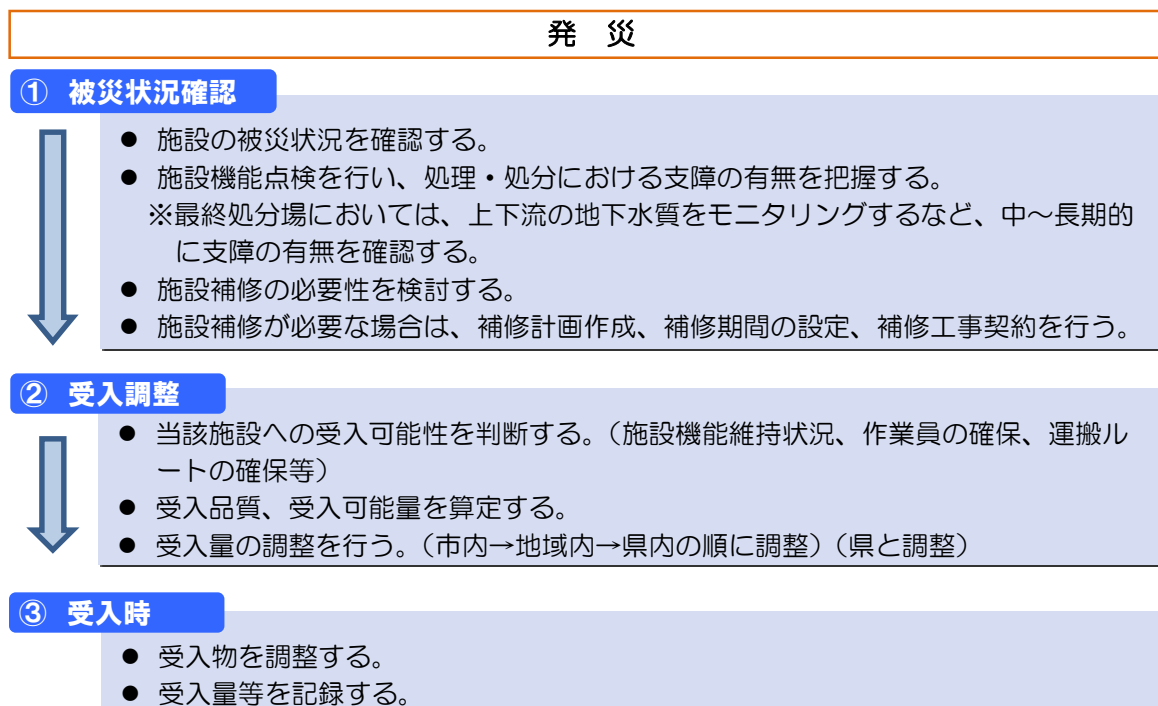 発 災
① 被災状況確認
● 施設の被災状況を確認する。
● 施設機能点検を行い、処理・処分における支障の有無を把握する。
※最終処分場においては、上下流の地下水質をモニタリングするなど、中～長期的
に支障の有無を確認する。
● 施設補修の必要性を検討する。
● 施設補修が必要な場合は、補修計画作成、補修期間の設定、補修工事契約を行う。
② 受入調整
● 当該施設への受入可能性を判断する。（施設機能維持状況、作業員の確保、運搬ル
ートの確保等）
● 受入品質、受入可能量を算定する。
● 受入量の調整を行う。（市内→地域内→県内の順に調整）（県と調整）
③ 受入時
● 受入物を調整する。
● 受入量等を記録する。